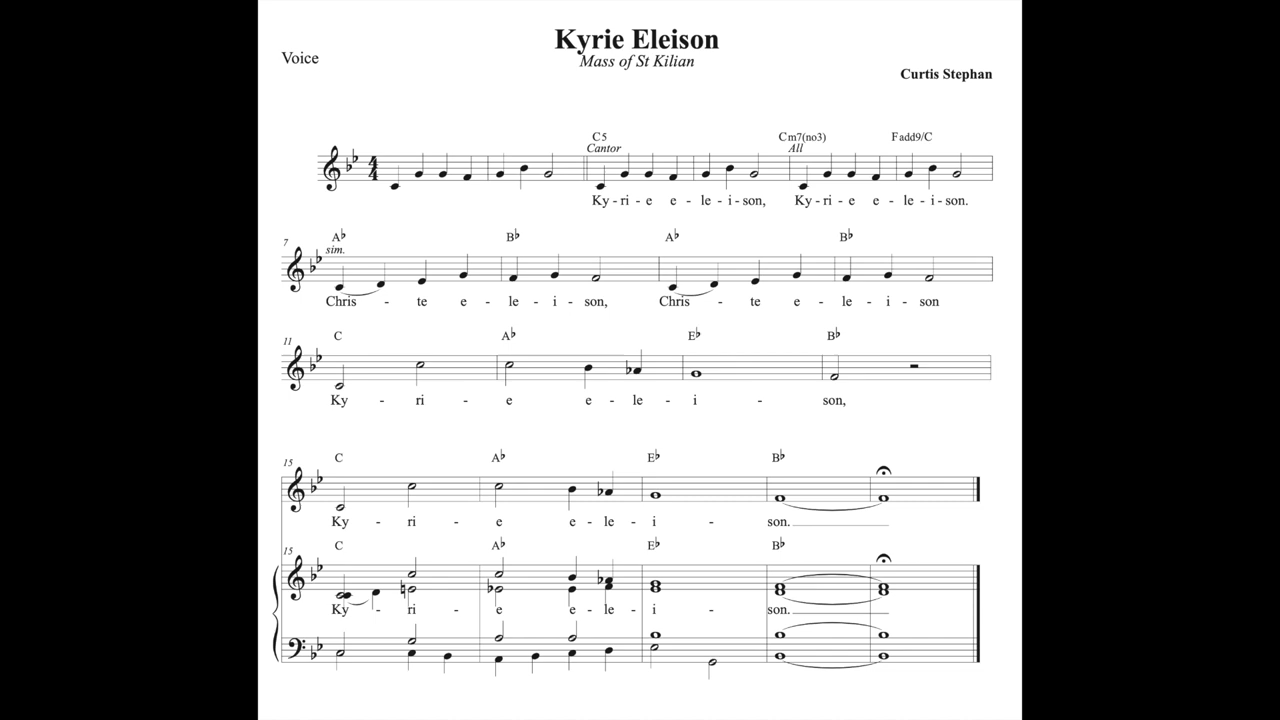 Kyrie Eleison
Voice
Mass of St Kilian
Curtis Stephan
C5 Cm7(no3) Fadd9/C
Cantor All
4
4
Ky - ri - e e - le - i - son, Ky - ri - e e - le - i - son.
7 A♭ B♭ A♭ B♭
sim.
Chris - te e - le - i - son, Chris - te e - le - i - son
11 C A♭ E♭ B♭
Ky - ri - e e - le - i - son,
15 C A♭ E♭ B♭
Ky - ri - e e - le - i - son.
15 C A♭ E♭ B♭
Ky - ri - e e - le - i - son.